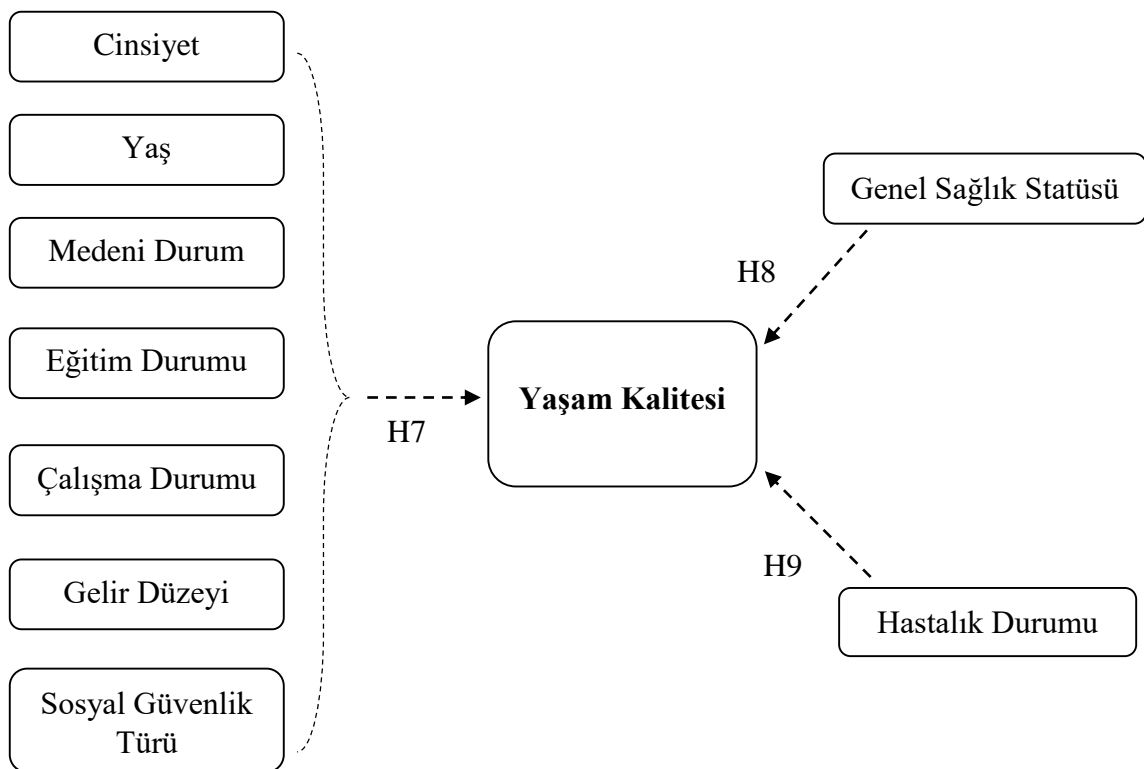 Cinsiyet
Yaş
Medeni Durum
Eğitim Durumu
Çalışma Durumu
Gelir Düzeyi
Sosyal Güvenlik
Türü
H7
Yaşam Kalitesi
Genel Sağlık Statüsü
H8
H9
Hastalık Durumu